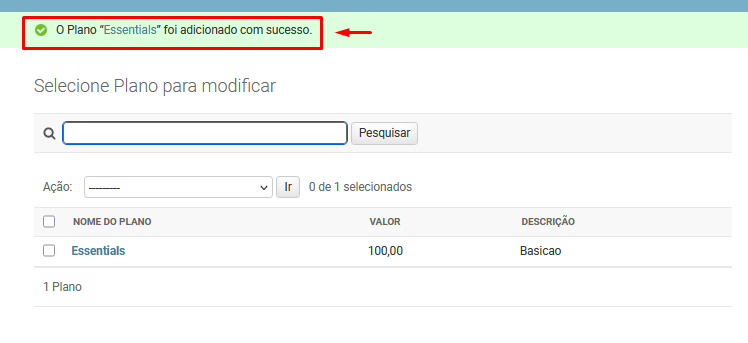 O Plano “Essentials” foi adicionado com sucesso.
Selecione Plano para modificar
Pesquisar
Ação: --------- Ir 0 de 1 selecionados
NOME DO PLANO VALOR DESCRIÇÃO
Essentials 100,00 Basicao
1 Plano